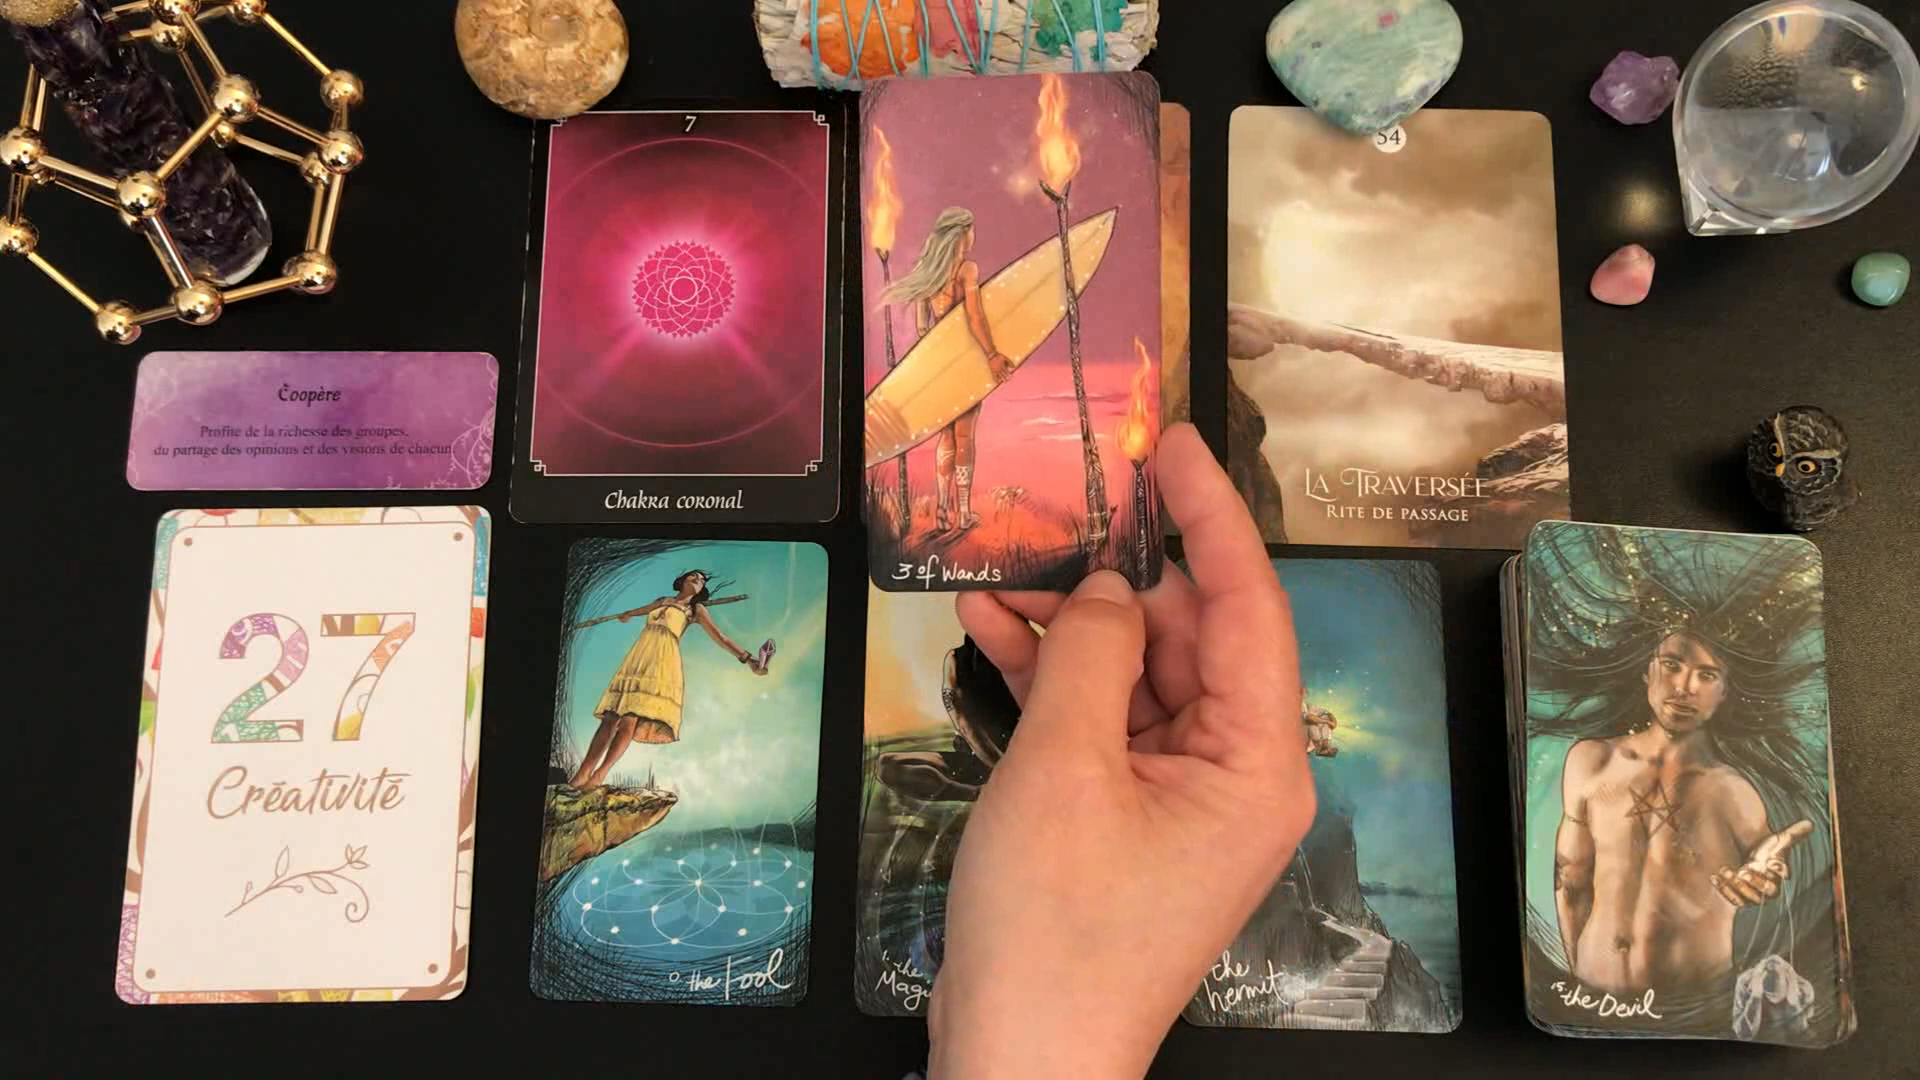 7
Chakra coronal
3 of Wands
54
LA TRAVERSÉE
RITE DE PASSAGE
Coopère
Profite de la richesse des groupes,
du partage des opinions et des visions de chacun.
27
Créativité
0 the Fool
1. the
the
hermit
15 the Devil